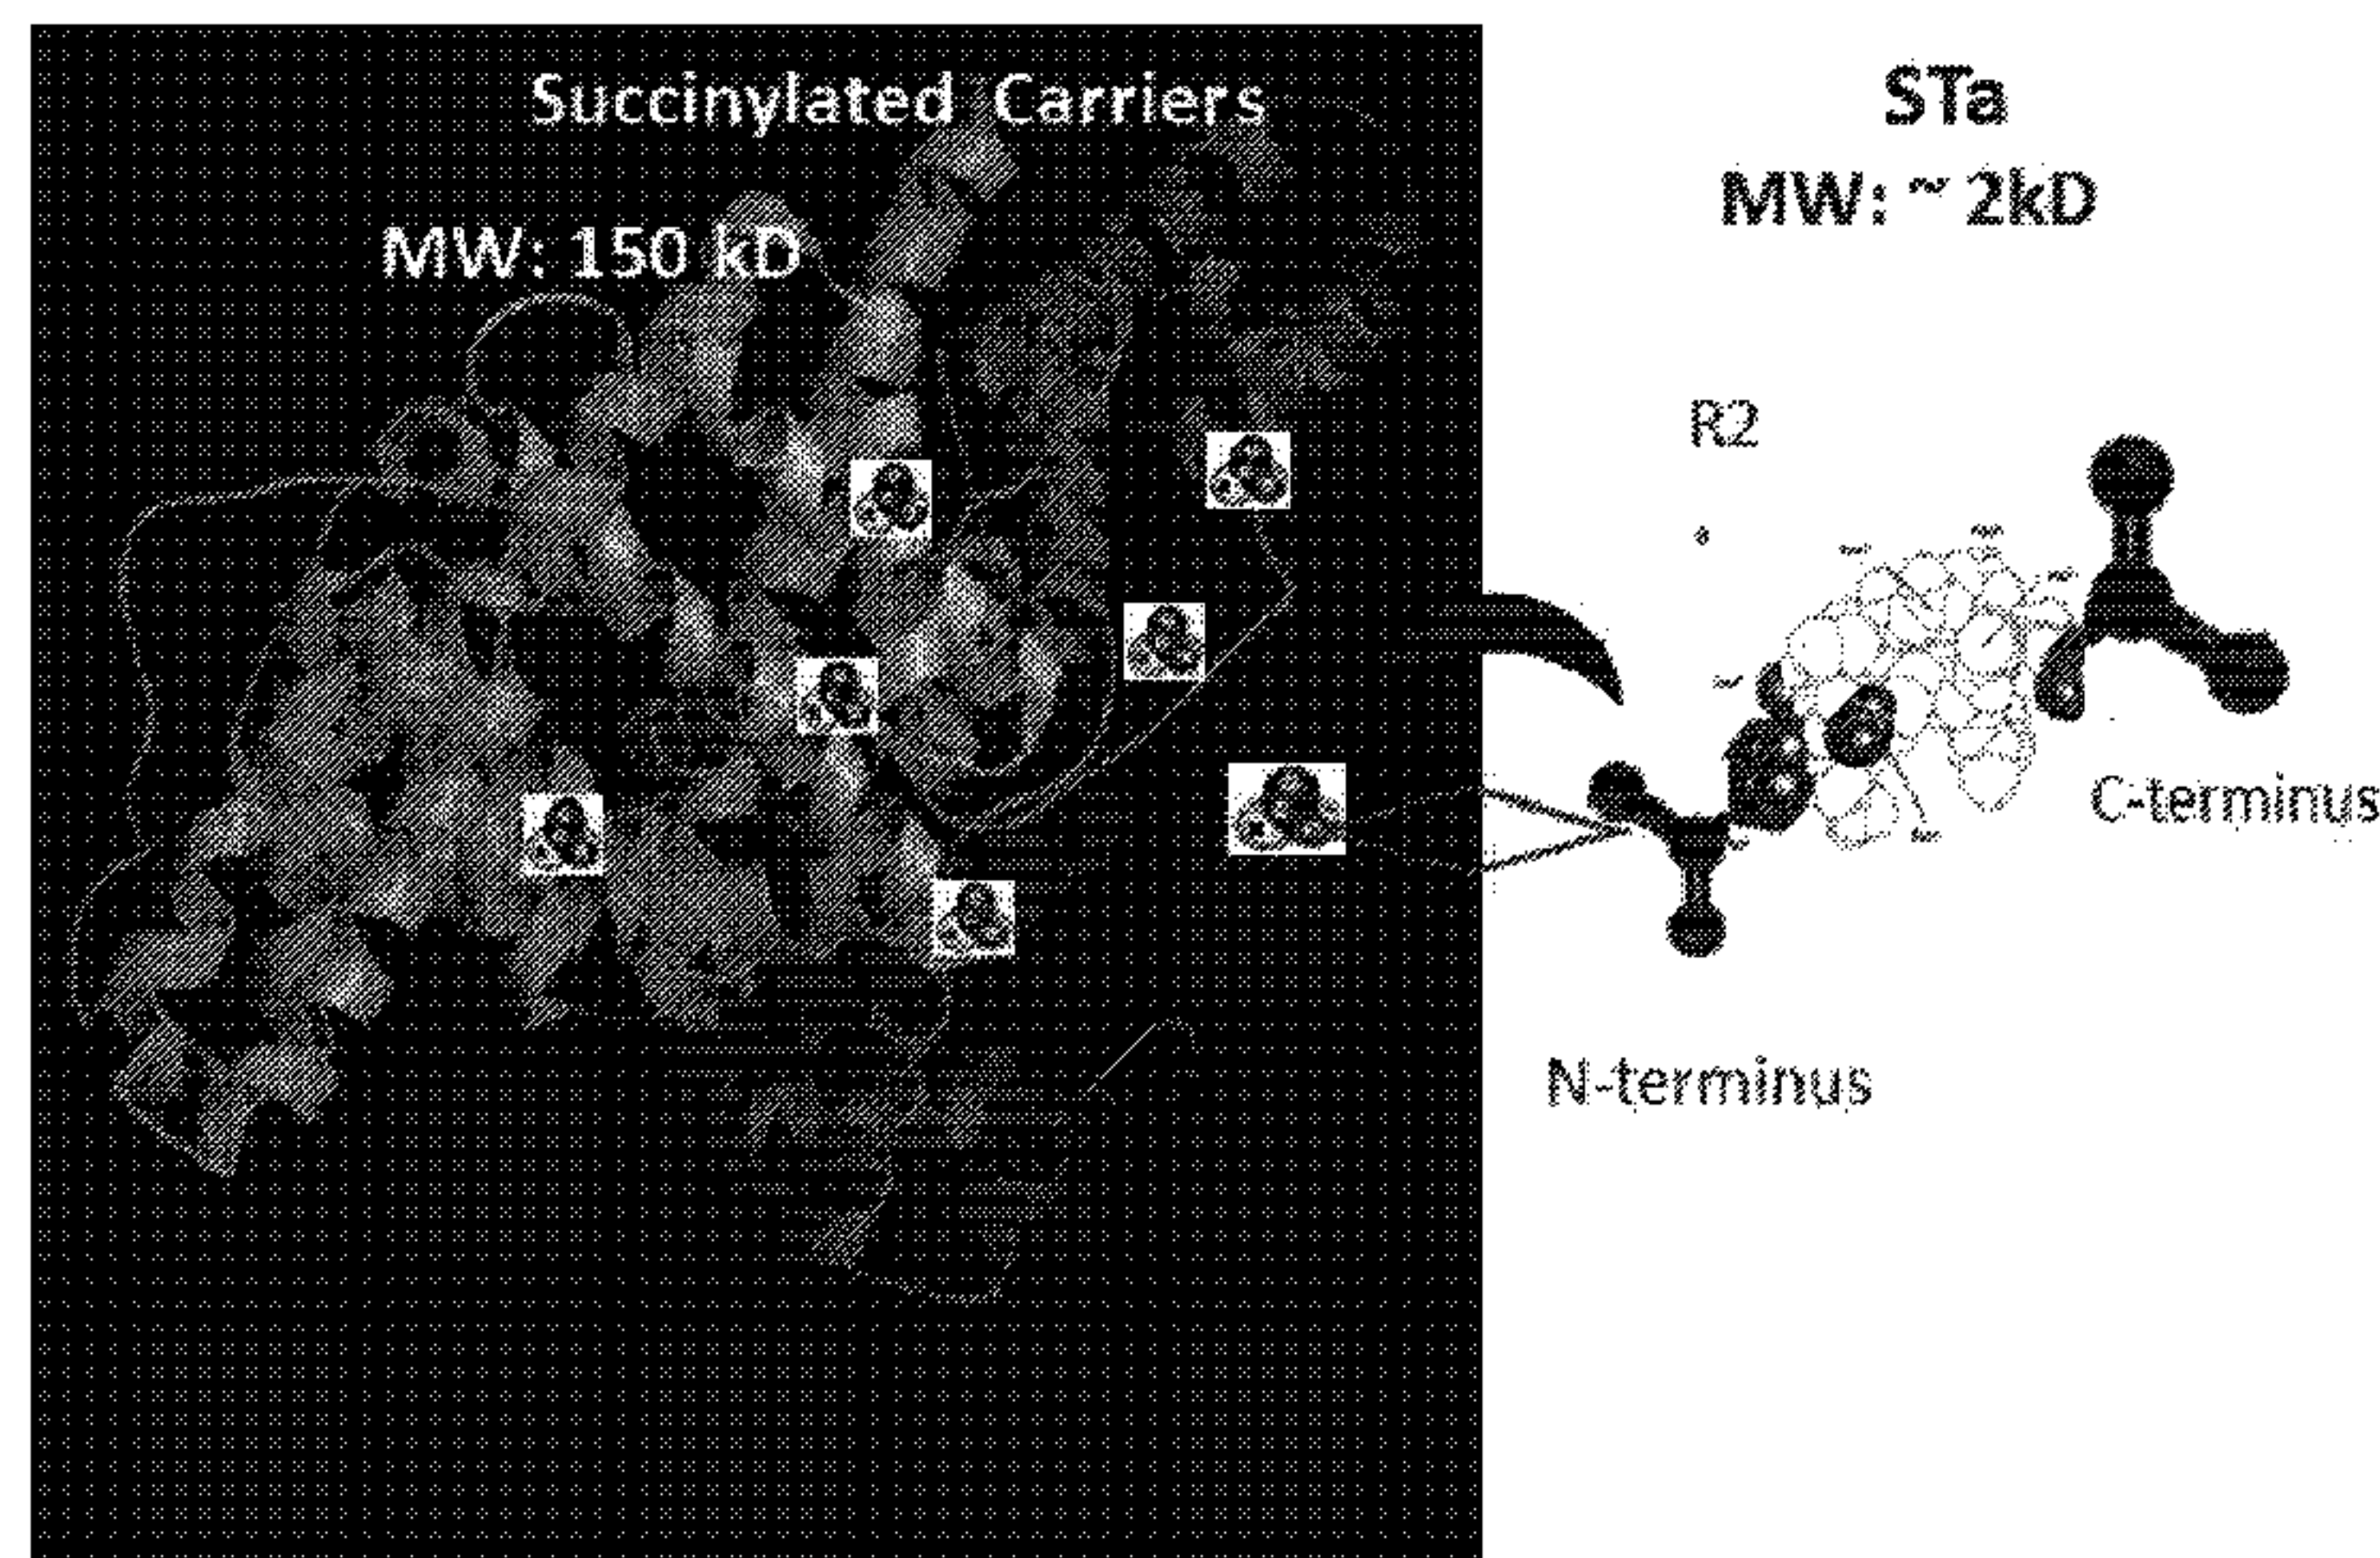 Succinylated Carriers
MW: 150 kD
STa
MW: ~ 2kD
R2
C-terminus
N-terminus